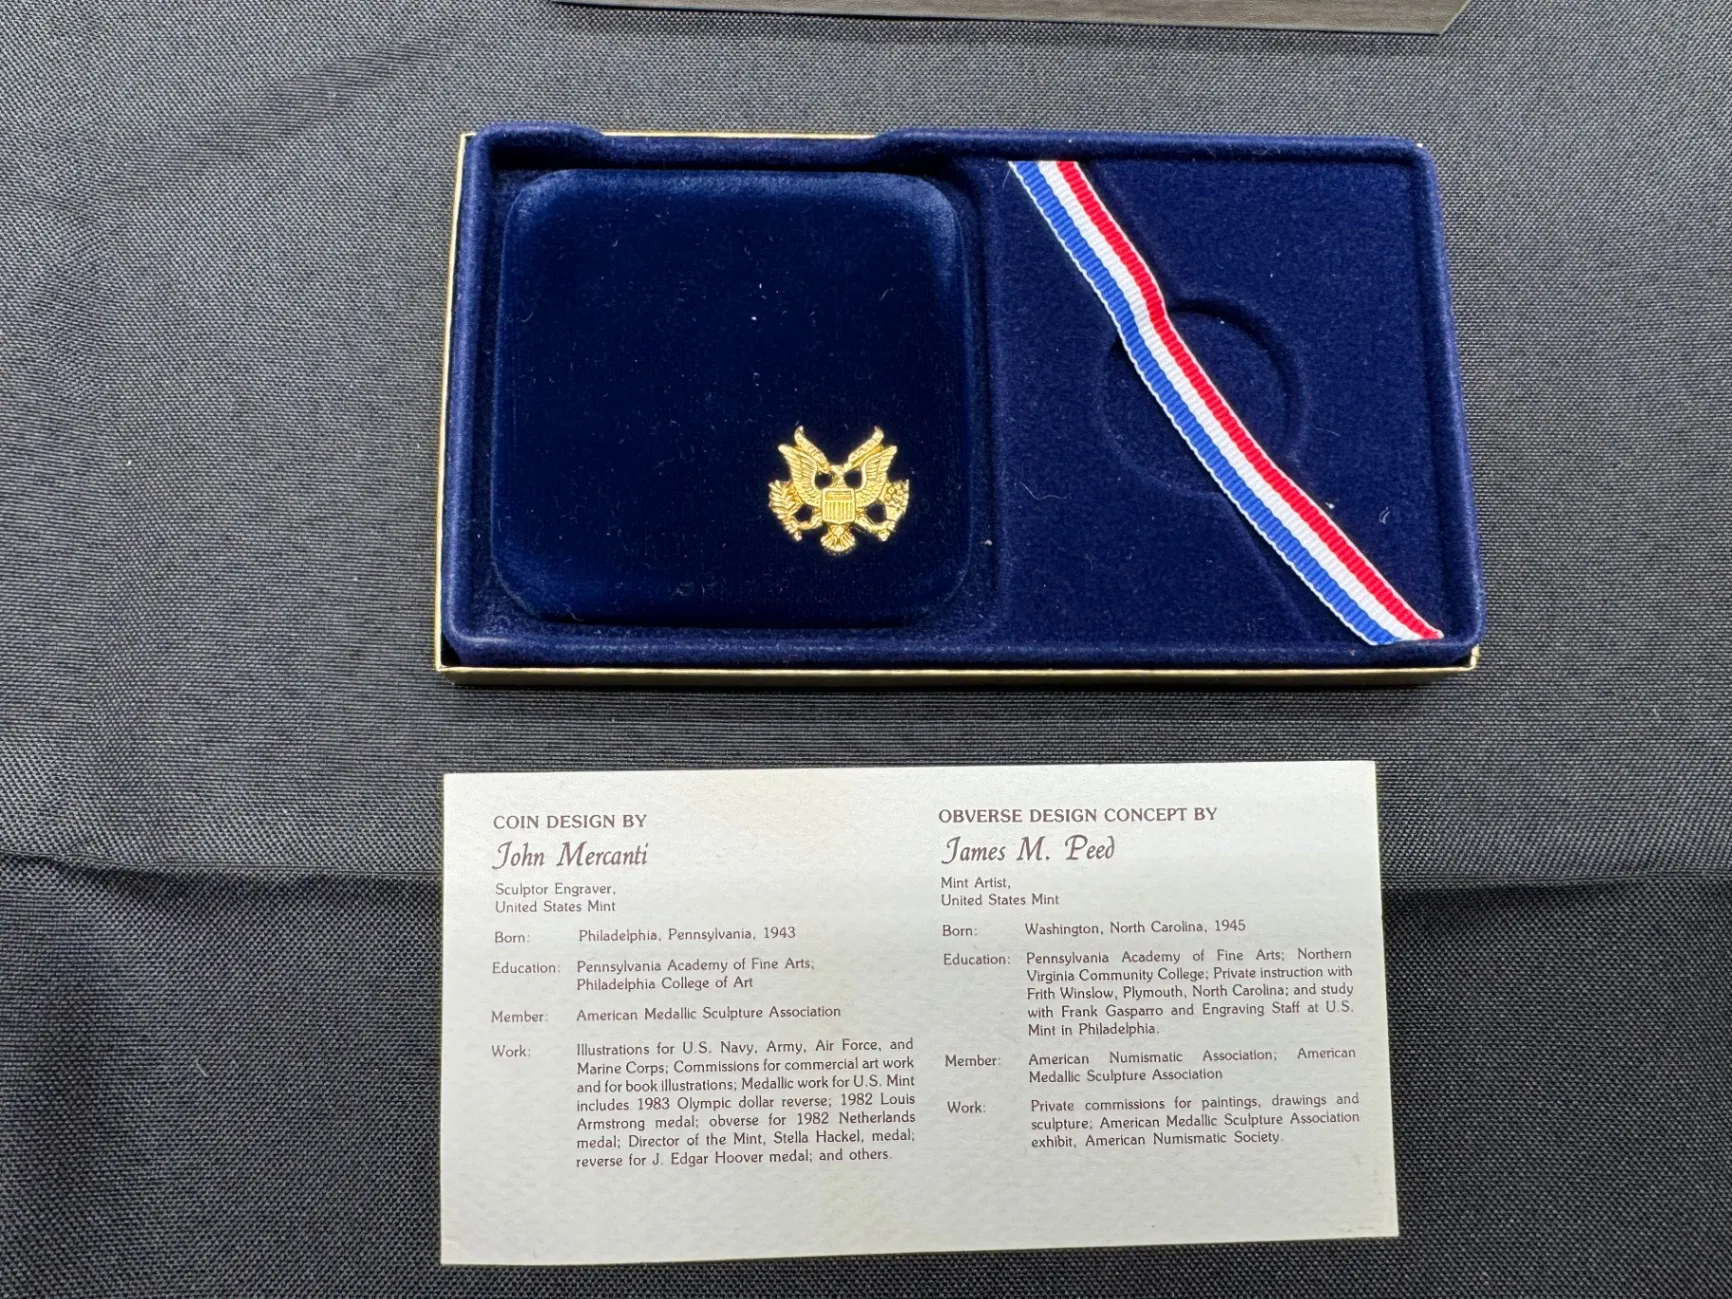 COIN DESIGN BY
John Mercanti
Sculptor Engraver,
United States Mint
Born: Philadelphia, Pennsylvania, 1943
Education: Pennsylvania Academy of Fine Arts;
Philadelphia College of Art
Member: American Medallic Sculpture Association
Work: Illustrations for U.S. Navy, Army, Air Force, and
Marine Corps; Commissions for commercial art work
and for book illustrations; Medallic work for U.S. Mint
includes 1983 Olympic dollar reverse; 1982 Louis
Armstrong medal; obverse for 1982 Netherlands
medal; Director of the Mint, Stella Hackel, medal;
reverse for J. Edgar Hoover medal; and others.
OBVERSE DESIGN CONCEPT BY
James M. Peed
Mint Artist,
United States Mint
Born: Washington, North Carolina, 1945
Education: Pennsylvania Academy of Fine Arts; Northern
Virginia Community College; Private instruction with
Frith Winslow, Plymouth, North Carolina; and study
with Frank Gasparro and Engraving Staff at U.S.
Mint in Philadelphia.
Member: American Numismatic Association; American
Medallic Sculpture Association
Work: Private commissions for paintings, drawings and
sculpture; American Medallic Sculpture Association
exhibit, American Numismatic Society.